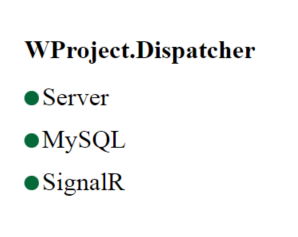 WProject.Dispatcher
Server
MySQL
SignalR